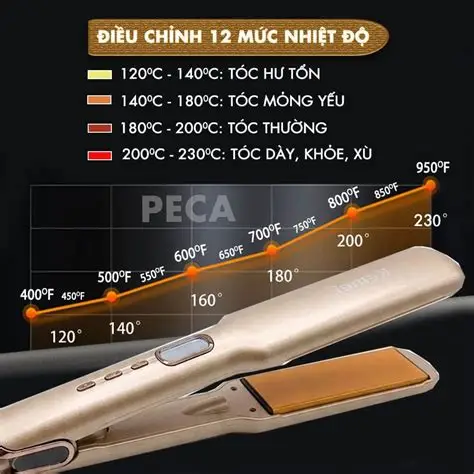 ĐIỀU CHỈNH 12 MỨC NHIỆT ĐỘ
120ºC - 140ºC: TÓC HƯ TỔN
140ºC - 180ºC: TÓC MỎNG YẾU
180ºC - 200ºC: TÓC THƯỜNG
200ºC - 230ºC: TÓC DÀY, KHỎE, XÙ
PECA
400ºF 450ºF 500ºF 550ºF 600ºF 650ºF 700ºF 750ºF 800ºF 850ºF 950ºF
120° 140° 160° 180° 200° 230°